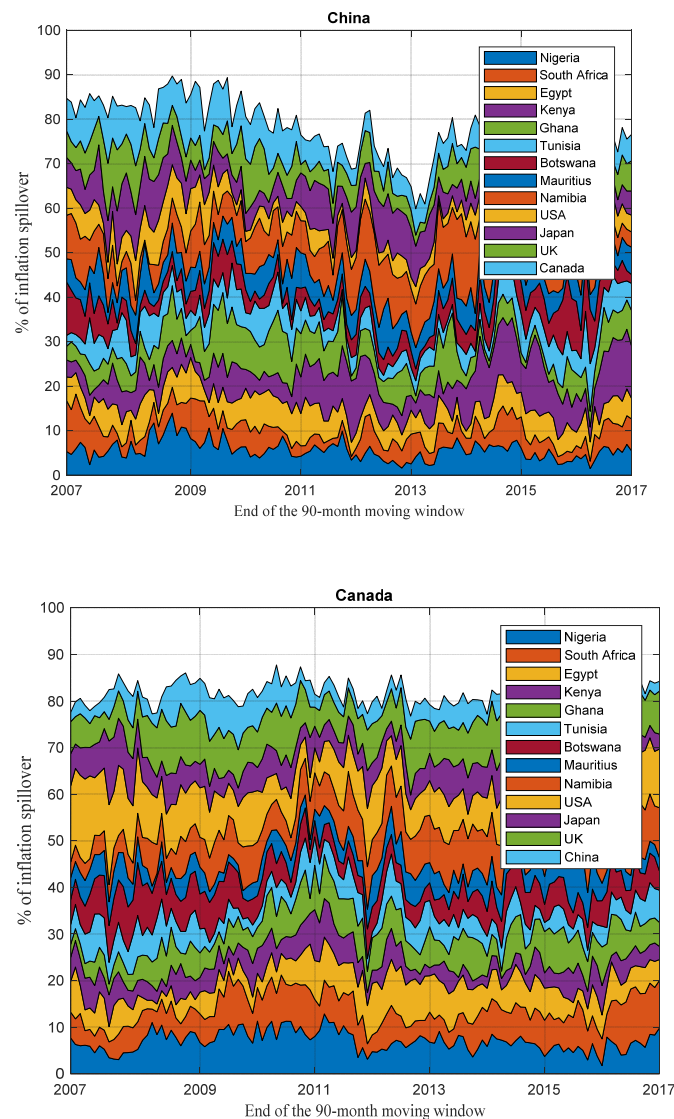 China
100
90
80
70
60
50
40
30
20
10
0
% of inflation spillover
Nigeria
South Africa
Egypt
Kenya
Ghana
Tunisia
Botswana
Mauritius
Namibia
USA
Japan
UK
Canada
2007 2009 2011 2013 2015 2017
End of the 90-month moving window
Canada
100
90
80
70
60
50
40
30
20
10
0
% of inflation spillover
Nigeria
South Africa
Egypt
Kenya
Ghana
Tunisia
Botswana
Mauritius
Namibia
USA
Japan
UK
China
2007 2009 2011 2013 2015 2017
End of the 90-month moving window